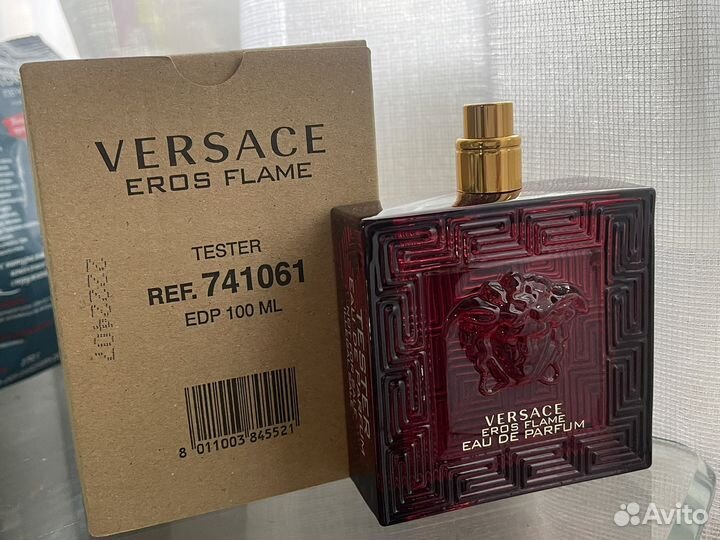 VERSACE
EROS FLAME
TESTER
REF. 741061
EDP 100 ML
8 011003 845521
TESTER
VERSACE
EROS FLAME
EAU DE PARFUM
Avito